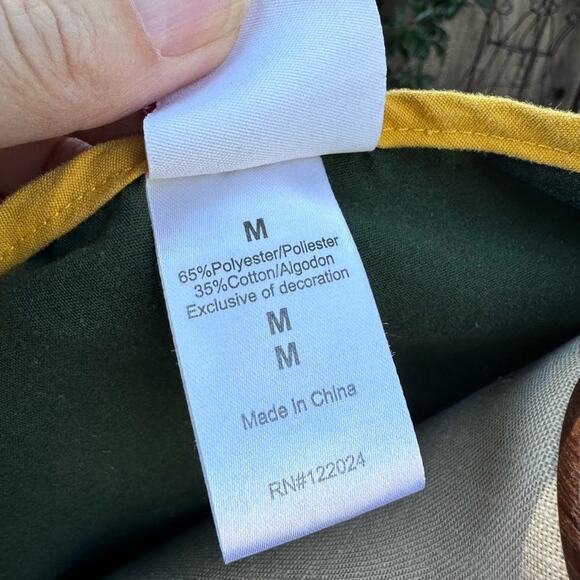 M
65%Polyester/Poliester
35%Cotton/Algodon
Exclusive of decoration
M
M
Made in China
RN#122024